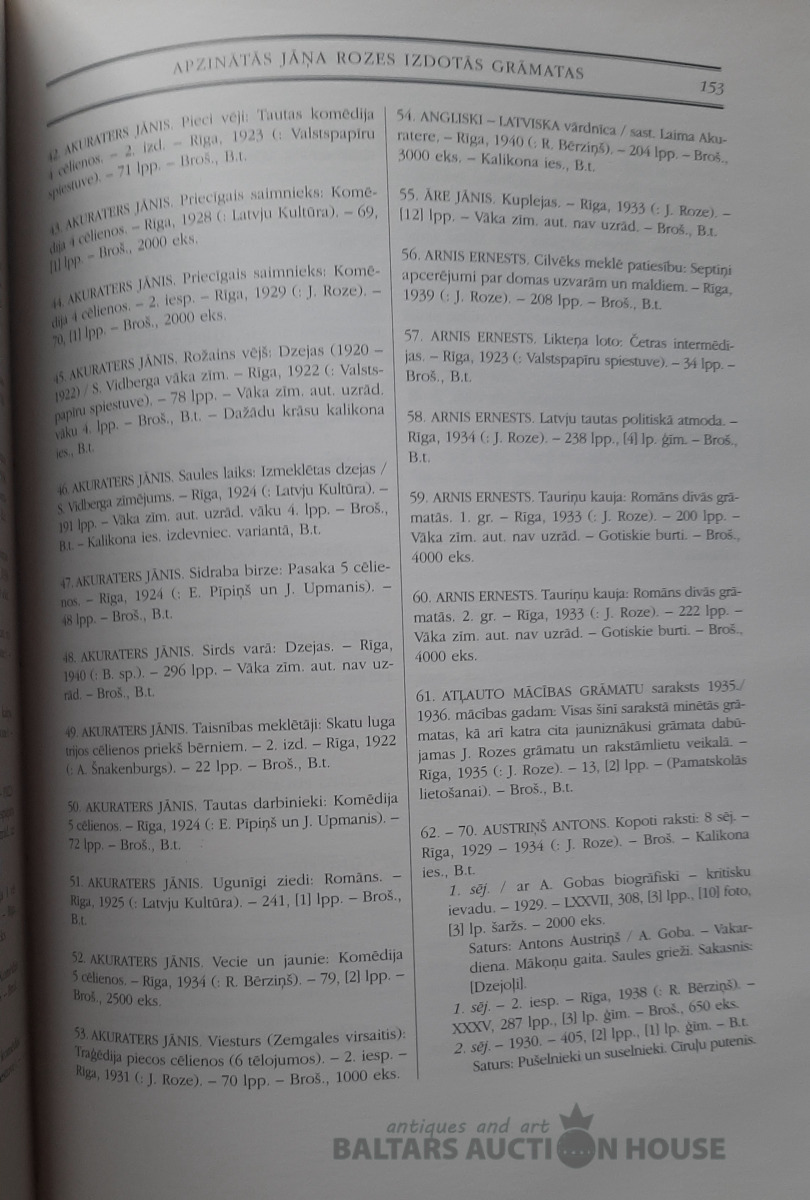 APZINĀTĀS JĀŅA ROZES IZDOTĀS GRĀMATAS
153
42. AKURATERS JĀNIS. Pieci vēji: Tautas komēdija
4 cēlienos. – 2. izd. – Rīga, 1923 (: Valstspapīru
spiestuve). – 71 lpp. – Broš., B.t.
43. AKURATERS JĀNIS. Priecīgais saimnieks: Komē-
dija 4 cēlienos. – Rīga, 1928 (: Latvju Kultūra). – 69,
[1] lpp. – Broš., 2000 eks.
44. AKURATERS JĀNIS. Priecīgais saimnieks: Komē-
dija 4 cēlienos. – 2. iesp. – Rīga, 1929 (: J. Roze). –
70, [1] lpp. – Broš., 2000 eks.
45. AKURATERS JĀNIS. Rožains vējš: Dzejas (1920 –
1922) / S. Vidberga vāka zīm. – Rīga, 1922 (: Valsts-
papīru spiestuve). – 78 lpp. – Vāka zīm. aut. uzrād.
vāku 4. lpp. – Broš., B.t. – Dažādu krāsu kalikona
ies., B.t.
46. AKURATERS JĀNIS. Saules laiks: Izmeklētas dzejas /
S. Vidberga zīmējums. – Rīga, 1924 (: Latvju Kultūra). –
191 lpp. – Vāka zīm. aut. uzrād. vāku 4. lpp. – Broš.,
B.t. – Kalikona ies. izdevniec. variantā, B.t.
47. AKURATERS JĀNIS. Sidraba birze: Pasaka 5 cēlie-
nos. – Rīga, 1924 (: E. Pīpiņš un J. Upmanis). –
48 lpp. – Broš., B.t.
48. AKURATERS JĀNIS. Sirds varā: Dzejas. – Rīga,
1940 (: B. sp.). – 296 lpp. – Vāka zīm. aut. nav uz-
rād. – Broš., B.t.
49. AKURATERS JĀNIS. Taisnības meklētāji: Skatu luga
trijos cēlienos priekš bērniem. – 2. izd. – Rīga, 1922
(: A. Šnakenburgs). – 22 lpp. – Broš., B.t.
50. AKURATERS JĀNIS. Tautas darbinieki: Komēdija
5 cēlienos. – Rīga, 1924 (: E. Pīpiņš un J. Upmanis). –
72 lpp. – Broš., B.t.
51. AKURATERS JĀNIS. Ugunīgi ziedi: Romāns. –
Rīga, 1925 (: Latvju Kultūra). – 241, [1] lpp. – Broš.,
B.t.
52. AKURATERS JĀNIS. Vecie un jaunie: Komēdija
5 cēlienos. – Rīga, 1934 (: R. Bērziņš). – 79, [2] lpp. –
Broš., 2500 eks.
53. AKURATERS JĀNIS. Viesturs (Zemgales virsaitis):
Traģēdija piecos cēlienos (6 tēlojumos). – 2. iesp. –
Rīga, 1931 (: J. Roze). – 70 lpp. – Broš., 1000 eks.
54. ANGLISKI – LATVISKA vārdnīca / sast. Laima Aku-
ratere. – Rīga, 1940 (: R. Bērziņš). – 204 lpp. – Broš.,
3000 eks. – Kalikona ies., B.t.
55. ĀRE JĀNIS. Kuplejas. – Rīga, 1933 (: J. Roze). –
[12] lpp. – Vāka zīm. aut. nav uzrād. – Broš., B.t.
56. ARNIS ERNESTS. Cilvēks meklē patiesību: Septiņi
apcerējumi par domas uzvarām un maldiem. – Rīga,
1939 (: J. Roze). – 208 lpp. – Broš., B.t.
57. ARNIS ERNESTS. Likteņa loto: Četras intermēdi-
jas. – Rīga, 1923 (: Valstspapīru spiestuve). – 34 lpp. –
Broš., B.t.
58. ARNIS ERNESTS. Latvju tautas politiskā atmoda. –
Rīga, 1934 (: J. Roze). – 238 lpp., [4] lp. ģīm. – Broš.,
B.t.
59. ARNIS ERNESTS. Tauriņu kauja: Romāns divās grā-
matās. 1. gr. – Rīga, 1933 (: J. Roze). – 200 lpp. –
Vāka zīm. aut. nav uzrād. – Gotiskie burti. – Broš.,
4000 eks.
60. ARNIS ERNESTS. Tauriņu kauja: Romāns divās grā-
matās. 2. gr. – Rīga, 1933 (: J. Roze). – 222 lpp. –
Vāka zīm. aut. nav uzrād. – Gotiskie burti. – Broš.,
4000 eks.
61. ATĻAUTO MĀCĪBAS GRĀMATU saraksts 1935./
1936. mācības gadam: Visas šinī sarakstā minētās grā-
matas, kā arī katra cita jauniznākusi grāmata dabū-
jamas J. Rozes grāmatu un rakstāmlietu veikalā. –
Rīga, 1935 (: J. Roze). – 13, [2] lpp. – (Pamatskolās
lietošanai). – Broš., B.t.
62. – 70. AUSTRIŅŠ ANTONS. Kopoti raksti: 8 sēj. –
Rīga, 1929 – 1934 (: J. Roze). – Broš. – Kalikona
ies., B.t.
1. sēj. / ar A. Gobas biogrāfiski – kritisku
ievadu. – 1929. – LXXVII, 308, [3] lpp., [10] foto,
[3] lp. šaržs. – 2000 eks.
Saturs: Antons Austriņš / A. Goba. – Vakar-
diena. Mākoņu gaita. Saules grieži. Sakasnis:
[Dzejoļi].
1. sēj. – 2. iesp. – Rīga, 1938 (: R. Bērziņš). –
XXXV, 287 lpp., [3] lp. ģīm. – Broš., 650 eks.
2. sēj. – 1930. – 405, [2] lpp., [1] lp. ģīm. – B.t.
Saturs: Pušelnieki un suselnieki. Cīruļu putenis.
antiques and art
BALTARS AUCTION HOUSE